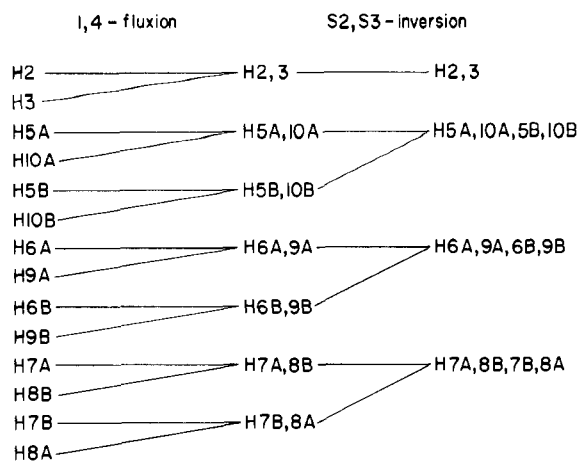 1,4 - fluxion S2,S3-inversion
H2 H2,3 H2,3
H3
H5A H5A,10A H5A,10A,5B,10B
H10A
H5B H5B,10B
H10B
H6A H6A,9A H6A,9A,6B,9B
H9A
H6B H6B,9B
H9B
H7A H7A,8B H7A,8B,7B,8A
H8B
H7B H7B,8A
H8A